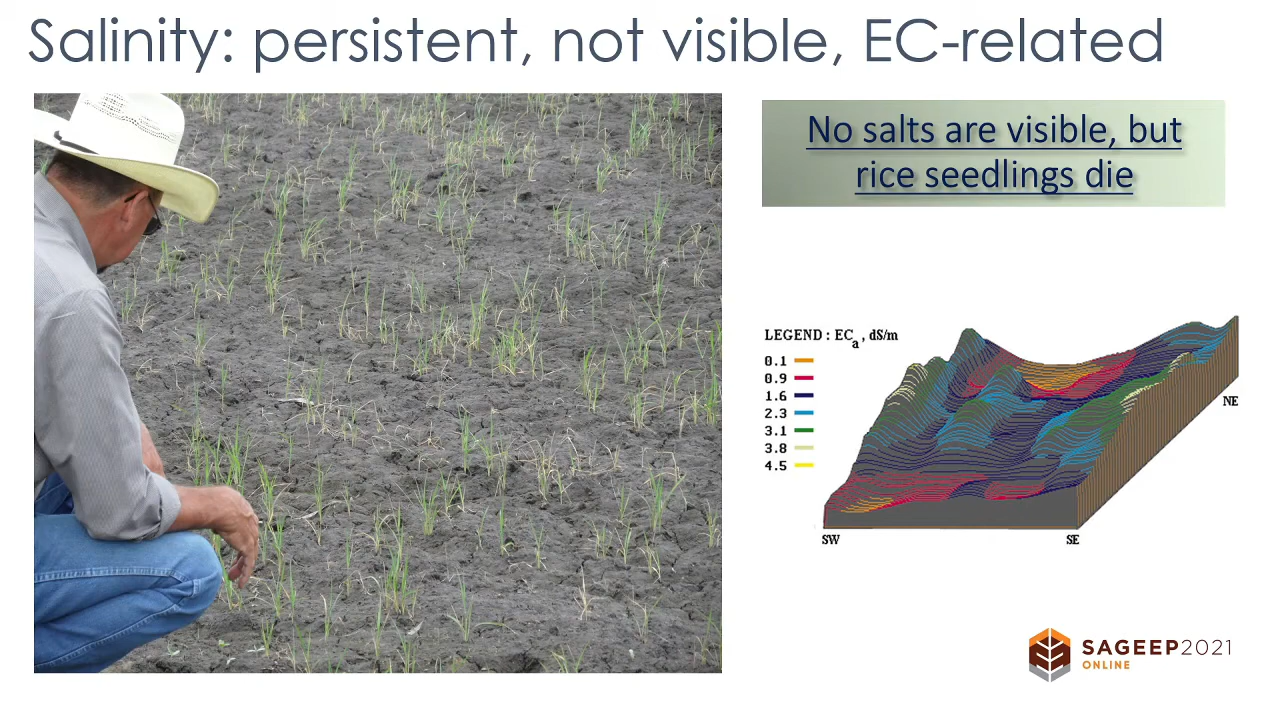 Salinity: persistent, not visible, EC-related
No salts are visible, but
rice seedlings die
LEGEND : ECa , dS/m
0.1
0.9
1.6
2.3
3.1
3.8
4.5
NE
SW
SE
SAGEEP2021
ONLINE